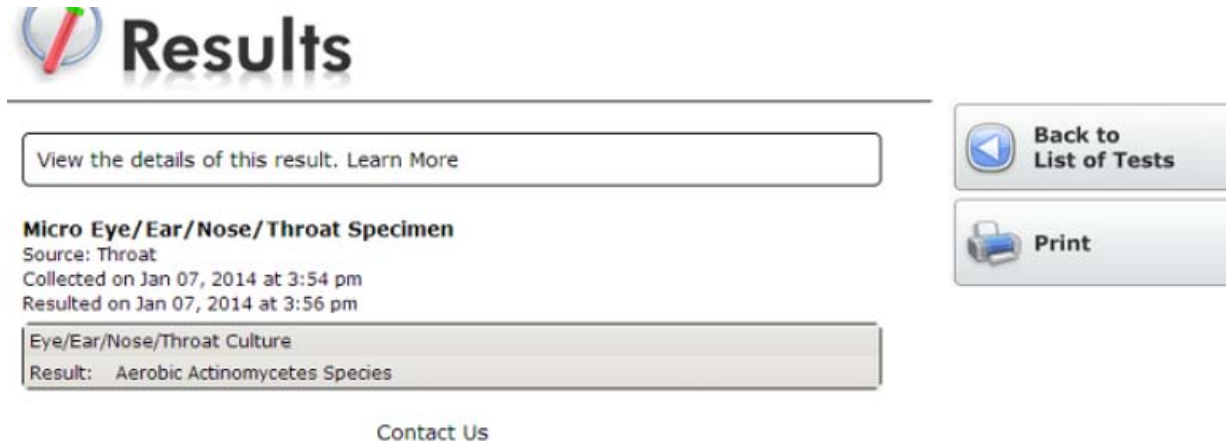 Results
View the details of this result. Learn More
Back to
List of Tests
Print
Micro Eye/Ear/Nose/Throat Specimen
Source: Throat
Collected on Jan 07, 2014 at 3:54 pm
Resulted on Jan 07, 2014 at 3:56 pm
Eye/Ear/Nose/Throat Culture
Result: Aerobic Actinomycetes Species
Contact Us